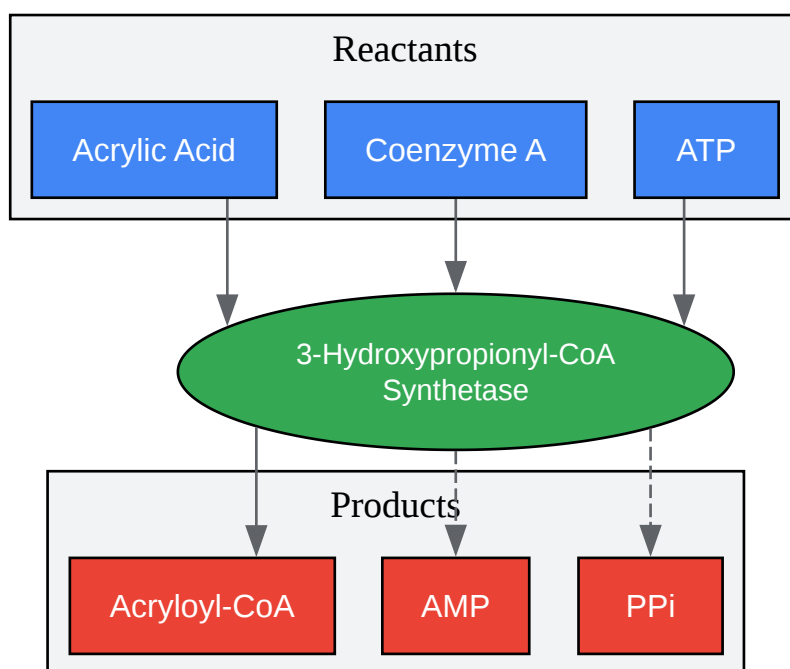 Reactants
Acrylic Acid
Coenzyme A
ATP
3-Hydroxypropionyl-CoA
Synthetase
Products
Acryloyl-CoA
AMP
PPi